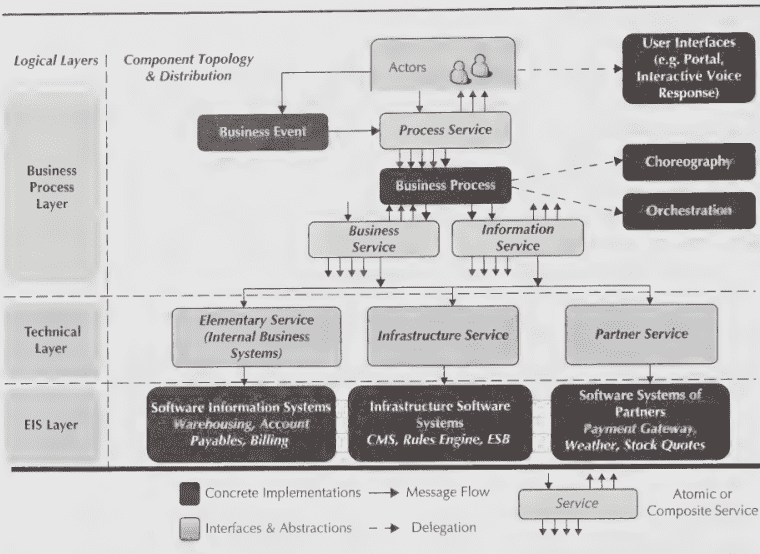 Logical Layers
Component Topology
& Distribution
Actors
User Interfaces
(e.g. Portal,
Interactive Voice
Response)
Business Event
Process Service
Business
Process
Layer
Business Process
Choreography
Orchestration
Business
Service
Information
Service
Technical
Layer
Elementary Service
(Internal Business
Systems)
Infrastructure Service
Partner Service
EIS Layer
Software Information Systems
Warehousing, Account
Payables, Billing
Infrastructure Software
Systems
CMS, Rules Engine, ESB
Software Systems of
Partners
Payment Gateway,
Weather, Stock Quotes
Concrete Implementations
Message Flow
Interfaces & Abstractions
Delegation
Service
Atomic or
Composite Service